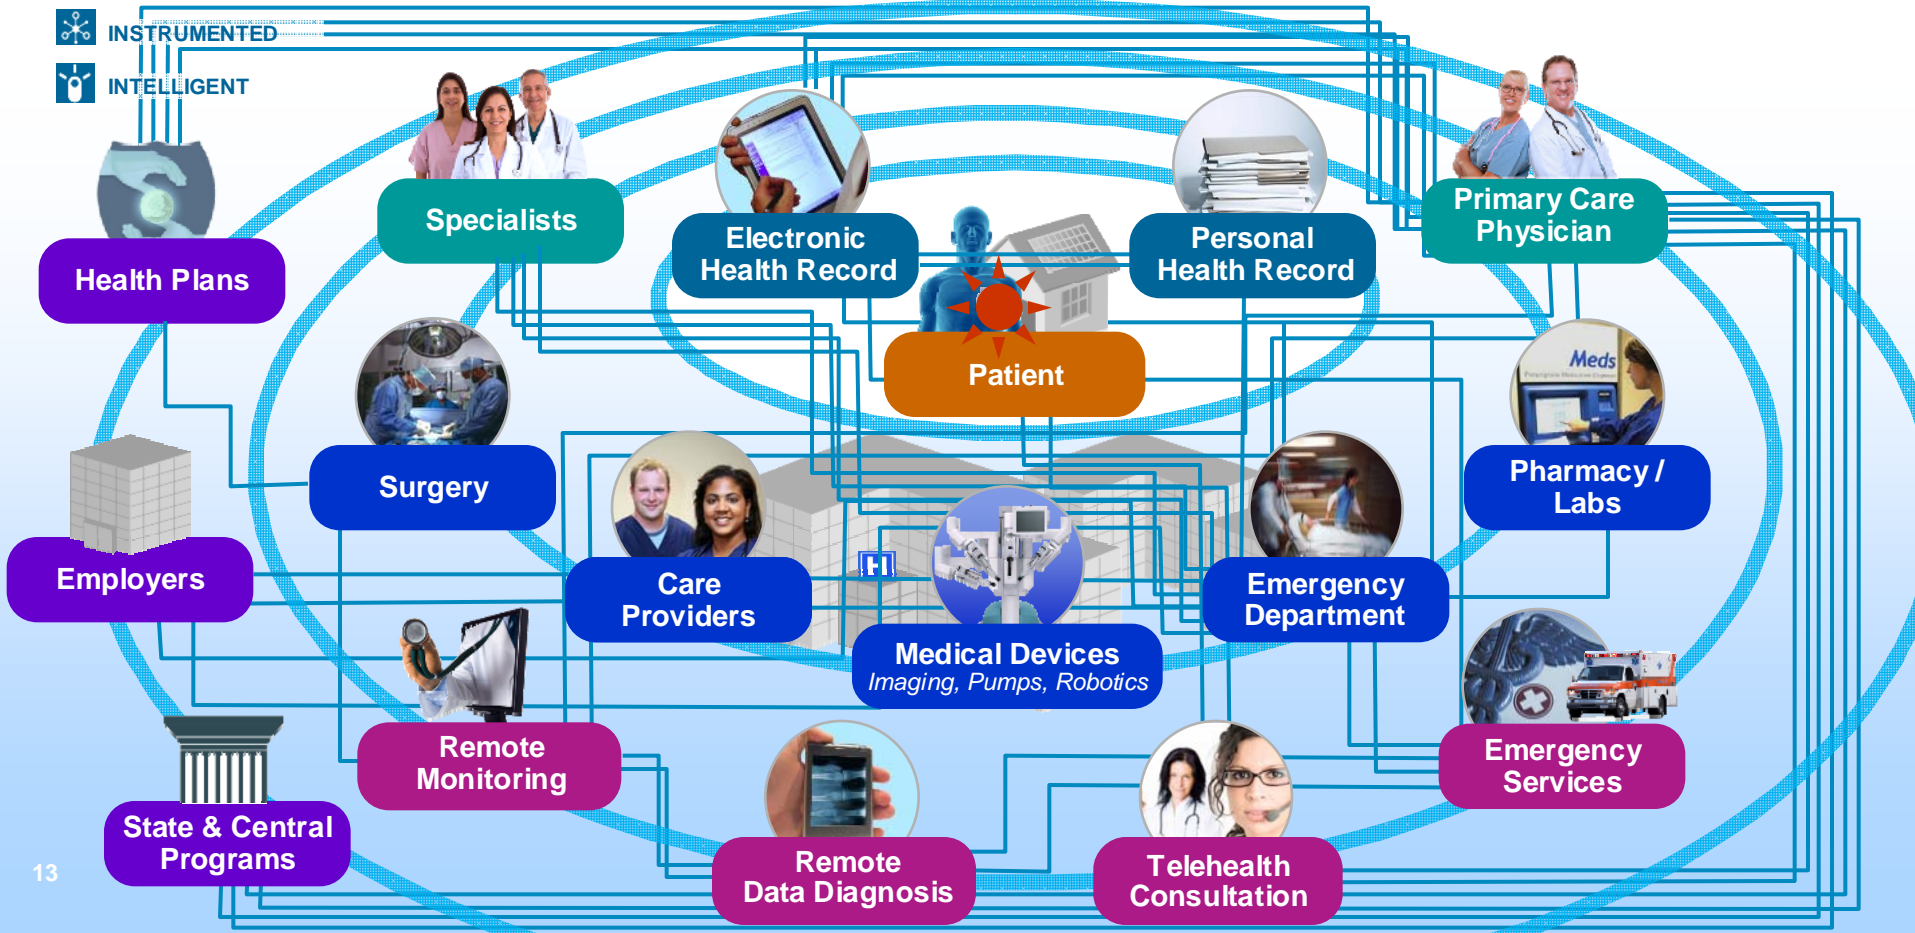 INSTRUMENTED
INTELLIGENT
Specialists
Electronic
Health Record
Personal
Health Record
Primary Care
Physician
Health Plans
Patient
Meds
Surgery
Pharmacy /
Labs
Employers
H
Care
Providers
Emergency
Department
Medical Devices
Imaging, Pumps, Robotics
Remote
Monitoring
Emergency
Services
State & Central
Programs
Remote
Data Diagnosis
Telehealth
Consultation
13